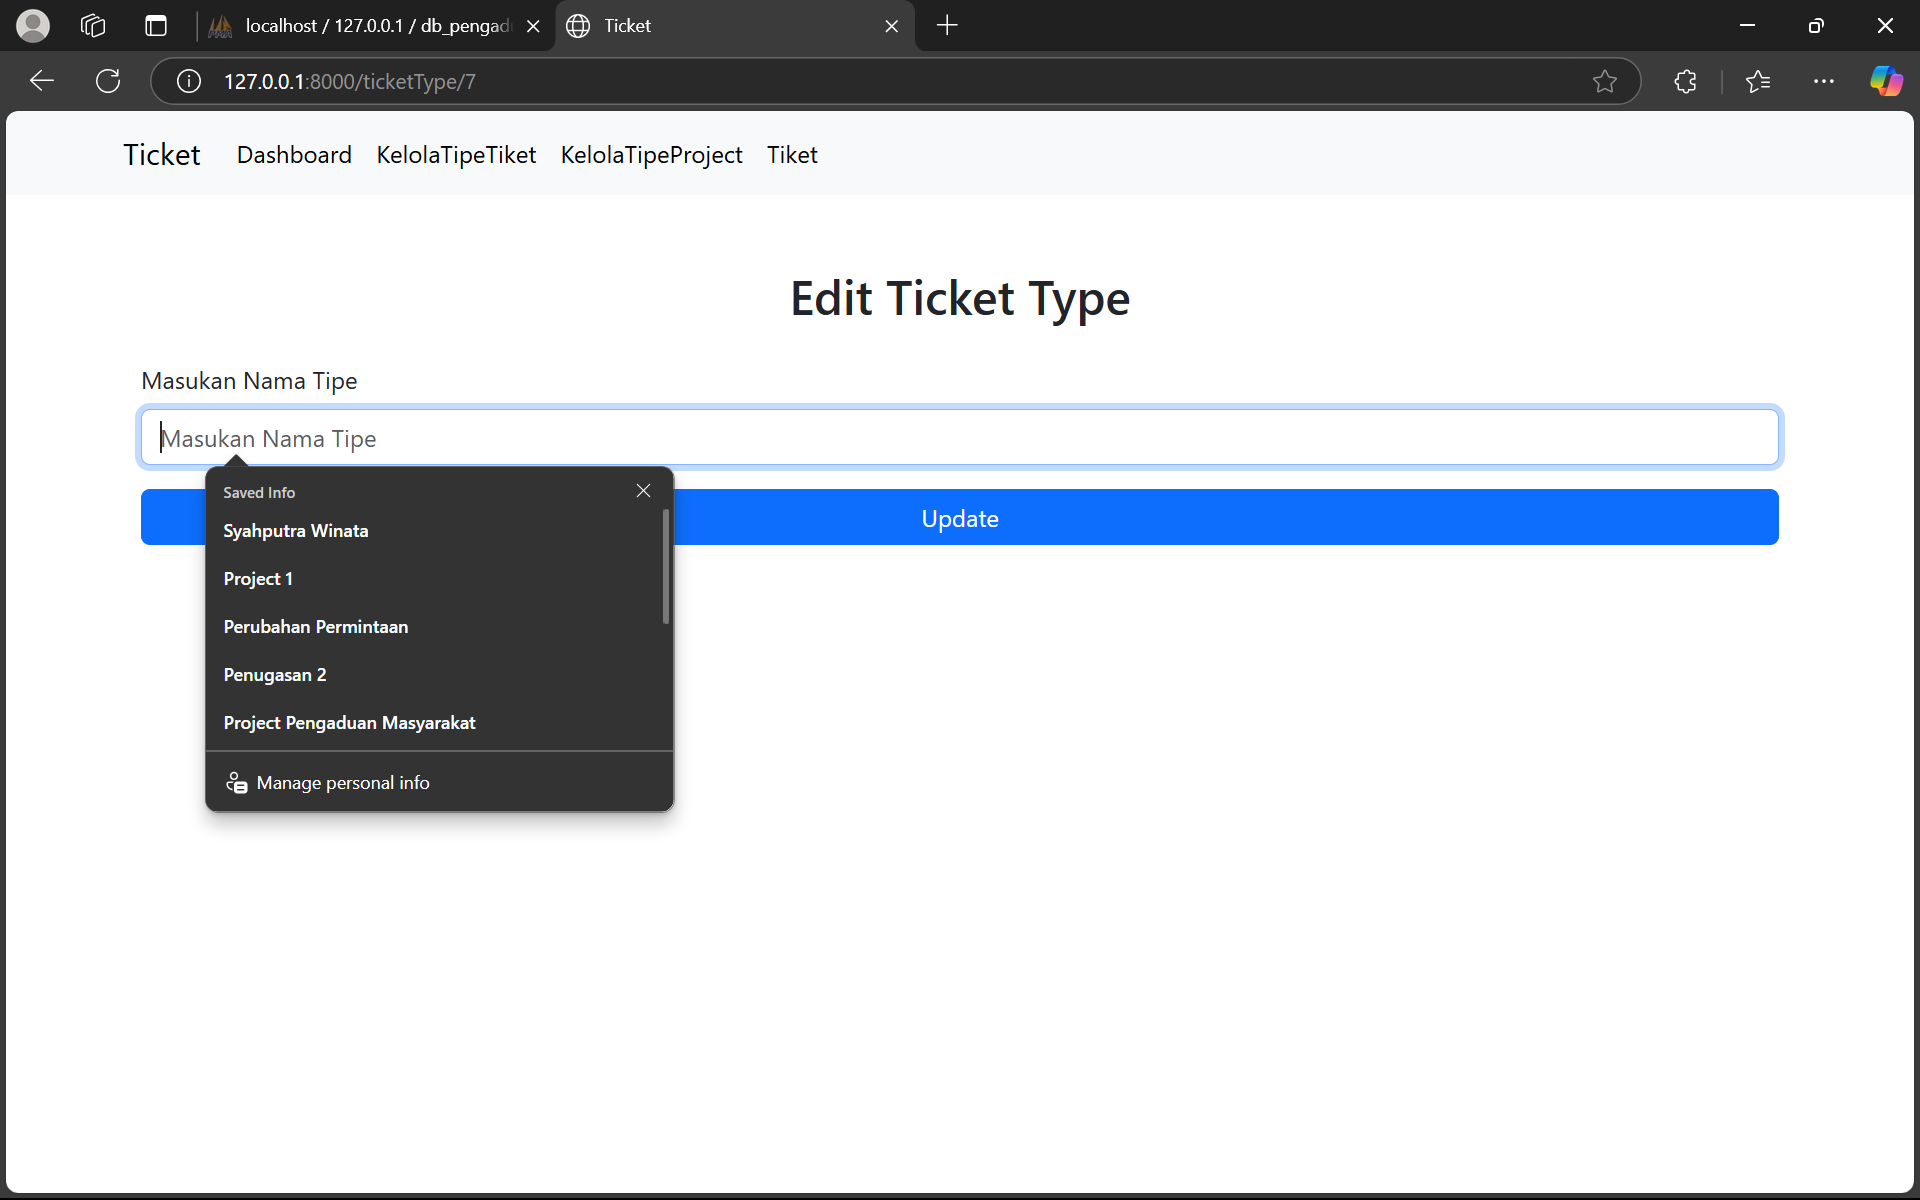 localhost / 127.0.0.1 / db_pengad
Ticket
127.0.0.1:8000/ticketType/7
Ticket Dashboard KelolaTipeTiket KelolaTipeProject Tiket
Edit Ticket Type
Masukan Nama Tipe
Masukan Nama Tipe
Update
Saved Info
Syahputra Winata
Project 1
Perubahan Permintaan
Penugasan 2
Project Pengaduan Masyarakat
Manage personal info